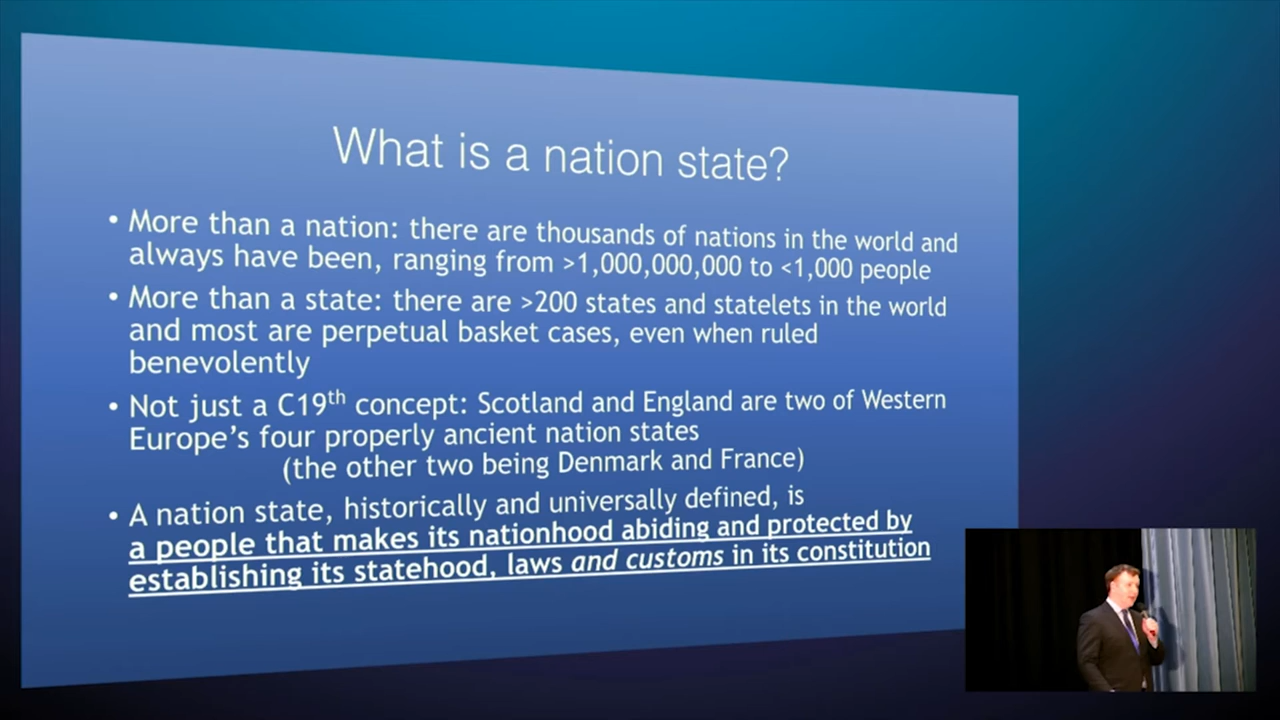 What is a nation state?
• More than a nation: there are thousands of nations in the world and
always have been, ranging from >1,000,000,000 to <1,000 people
• More than a state: there are >200 states and statelets in the world
and most are perpetual basket cases, even when ruled
benevolently
• Not just a C19th concept: Scotland and England are two of Western
Europe's four properly ancient nation states
(the other two being Denmark and France)
• A nation state, historically and universally defined, is
a people that makes its nationhood abiding and protected by
establishing its statehood, laws and customs in its constitution